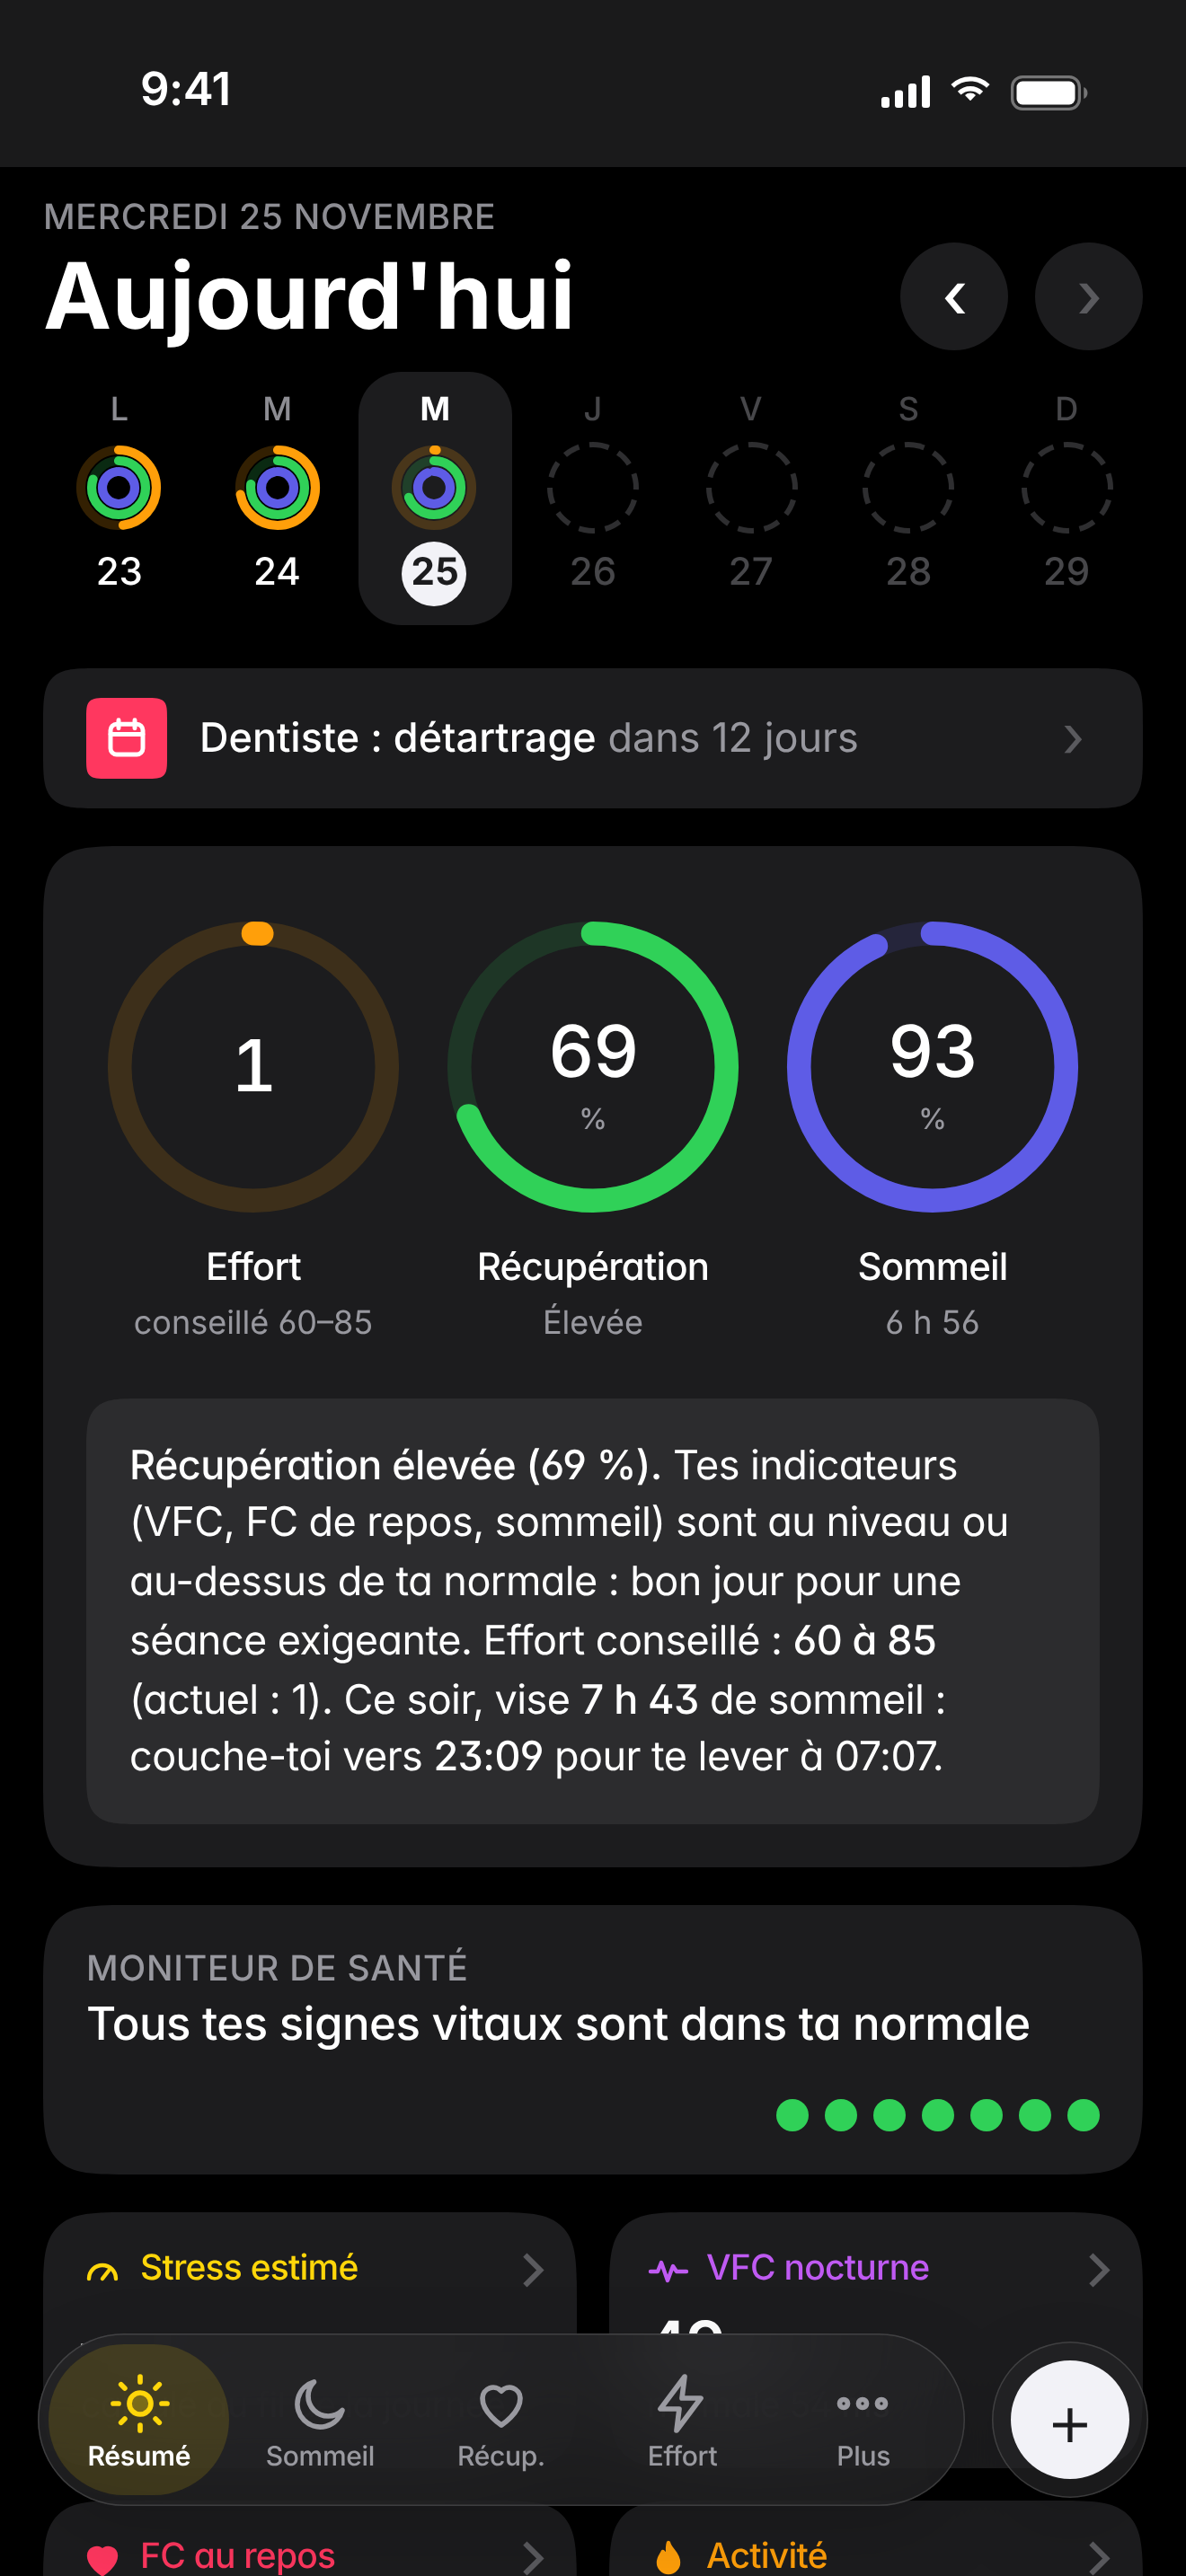 9:41
MERCREDI 25 NOVEMBRE
Aujourd'hui
L M M J V S D
23 24 25 26 27 28 29
Dentiste : détartrage dans 12 jours
1
69 %
93 %
Effort Récupération Sommeil
conseillé 60–85 Élevée 6 h 56
Récupération élevée (69 %). Tes indicateurs
(VFC, FC de repos, sommeil) sont au niveau ou
au-dessus de ta normale : bon jour pour une
séance exigeante. Effort conseillé : 60 à 85
(actuel : 1). Ce soir, vise 7 h 43 de sommeil :
couche-toi vers 23:09 pour te lever à 07:07.
MONITEUR DE SANTÉ
Tous tes signes vitaux sont dans ta normale
Stress estimé VFC nocturne
Résumé Sommeil Récup. Effort Plus
FC au repos Activité